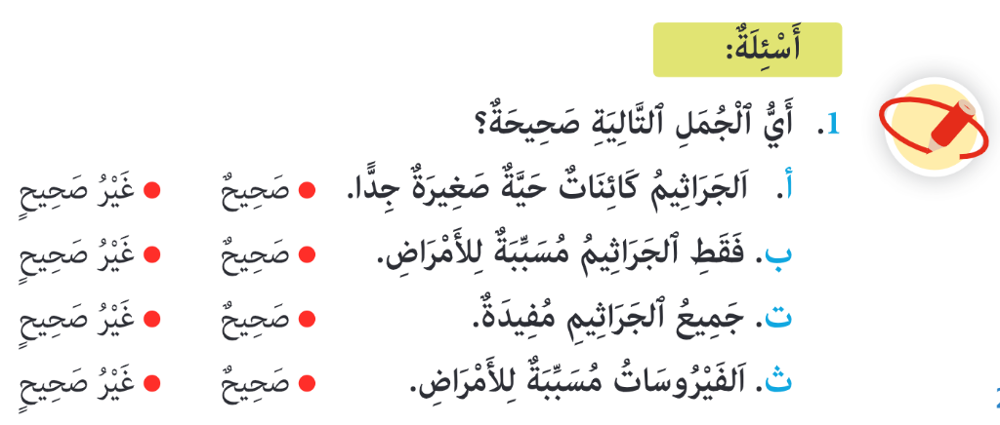 أَسْئِلَةٌ:
1. أَيُّ ٱلْجُمَلِ ٱلتَّالِيَةِ صَحِيحَةٌ؟
أ. اَلجَرَاثِيمُ كَائِنَاتٌ حَيَّةٌ صَغِيرَةٌ جِدًّا. • صَحِيحٌ • غَيْرُ صَحِيحٍ
ب. فَقَطِ ٱلجَرَاثِيمُ مُسَبِّبَةٌ لِلأَمْرَاضِ. • صَحِيحٌ • غَيْرُ صَحِيحٍ
ت. جَمِيعُ ٱلجَرَاثِيمِ مُفِيدَةٌ. • صَحِيحٌ • غَيْرُ صَحِيحٍ
ث. اَلفَيْرُوسَاتُ مُسَبِّبَةٌ لِلأَمْرَاضِ. • صَحِيحٌ • غَيْرُ صَحِيحٍ